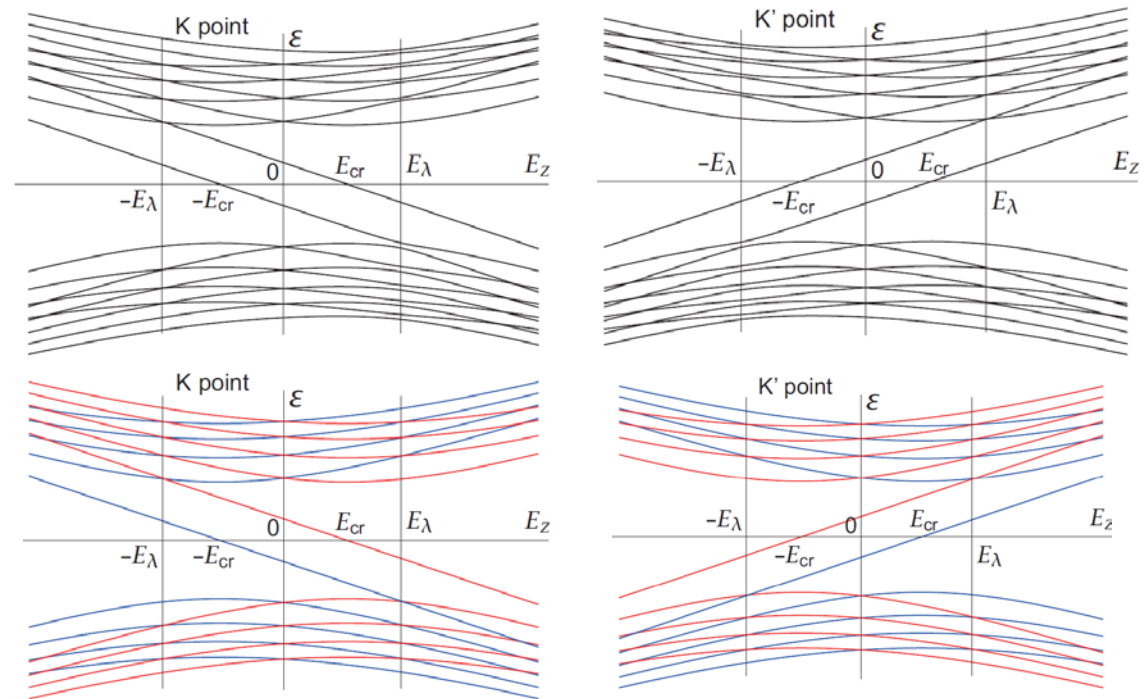 K point
ε
0
E_cr
E_λ
E_Z
−E_λ
−E_cr
K' point
ε
−E_λ
0
E_cr
E_Z
−E_cr
E_λ
K point
ε
0
E_cr
E_λ
E_Z
−E_λ
−E_cr
K' point
ε
−E_λ
0
E_cr
E_z
−E_cr
E_λ